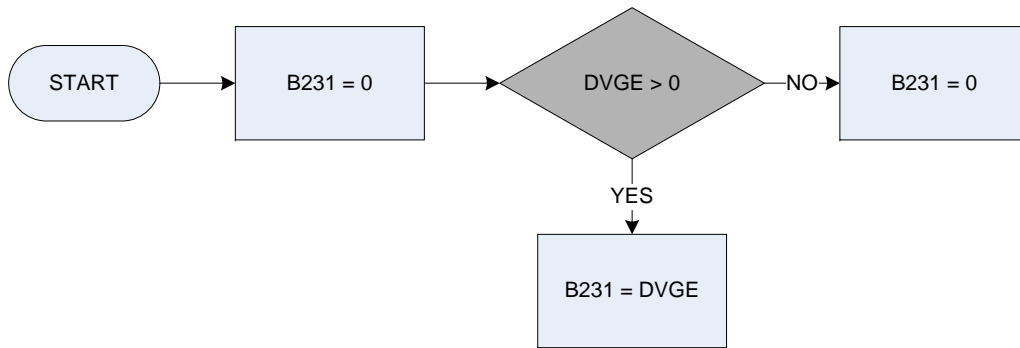 START
B231 = 0
DVGE > 0
NO
B231 = 0
YES
B231 = DVGE